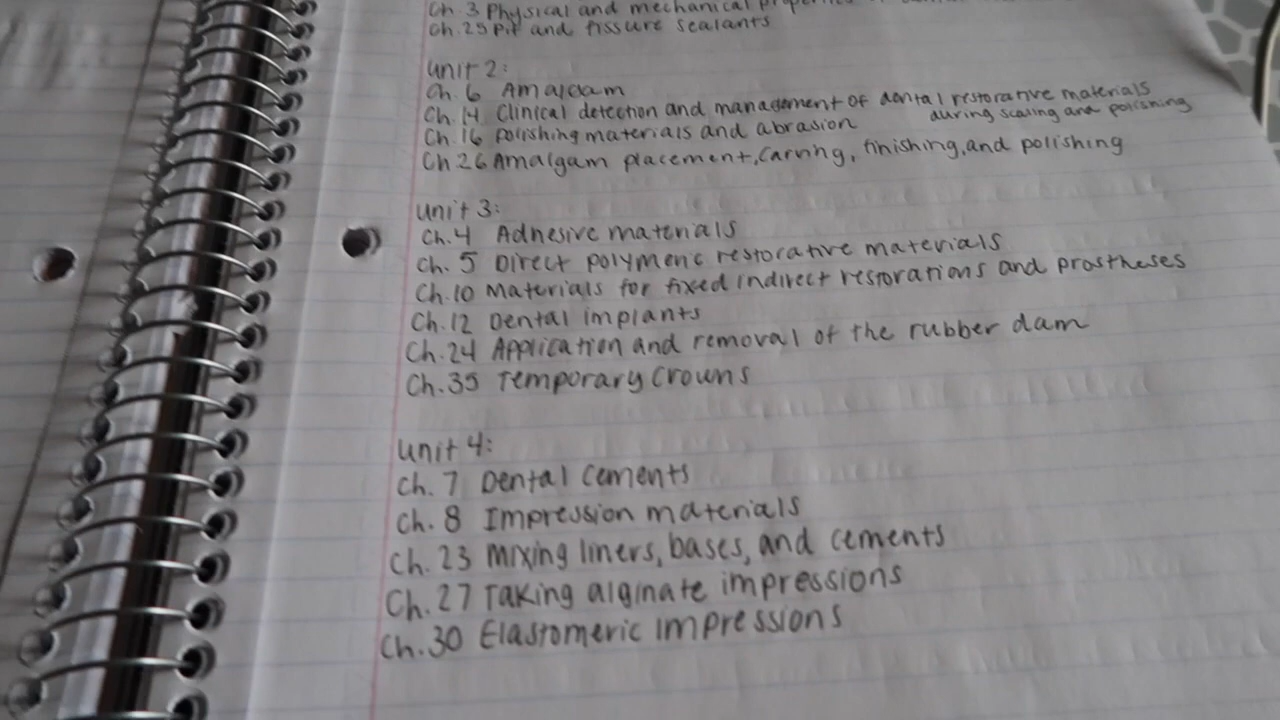 Ch. 3 Physical and mechanical
Ch. 25 Pit and fissure sealants
Unit 2:
Ch. 6 Amalgam
Ch. 14 Clinical detection and management of dental restorative materials
during scaling and polishing
Ch. 16 polishing materials and abrasion
Ch 26 Amalgam placement, carving, finishing, and polishing
Unit 3:
Ch. 4 Adhesive materials
Ch. 5 Direct polymeric restorative materials
Ch. 10 Materials for fixed indirect restorations and prostheses
Ch. 12 Dental implants
Ch. 24 Application and removal of the rubber dam
Ch. 35 Temporary Crowns
Unit 4:
Ch. 7 Dental Cements
Ch. 8 Impression materials
Ch. 23 Mixing liners, bases, and cements
Ch. 27 Taking alginate impressions
Ch. 30 Elastomeric impressions